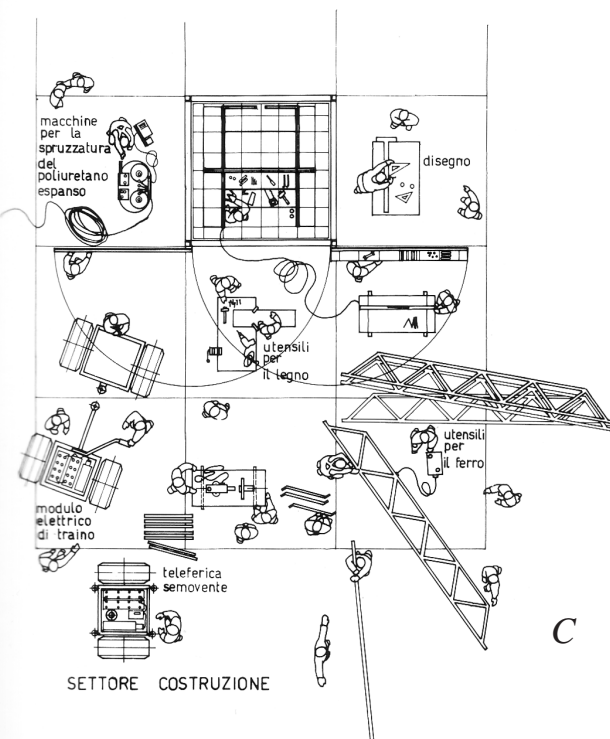 macchine
per la
spruzzatura
del
poliuretano
espanso
disegno
utensili
per
il legno
utensili
per
il ferro
modulo
elettrico
di traino
teleferica
semovente
C
SETTORE COSTRUZIONE